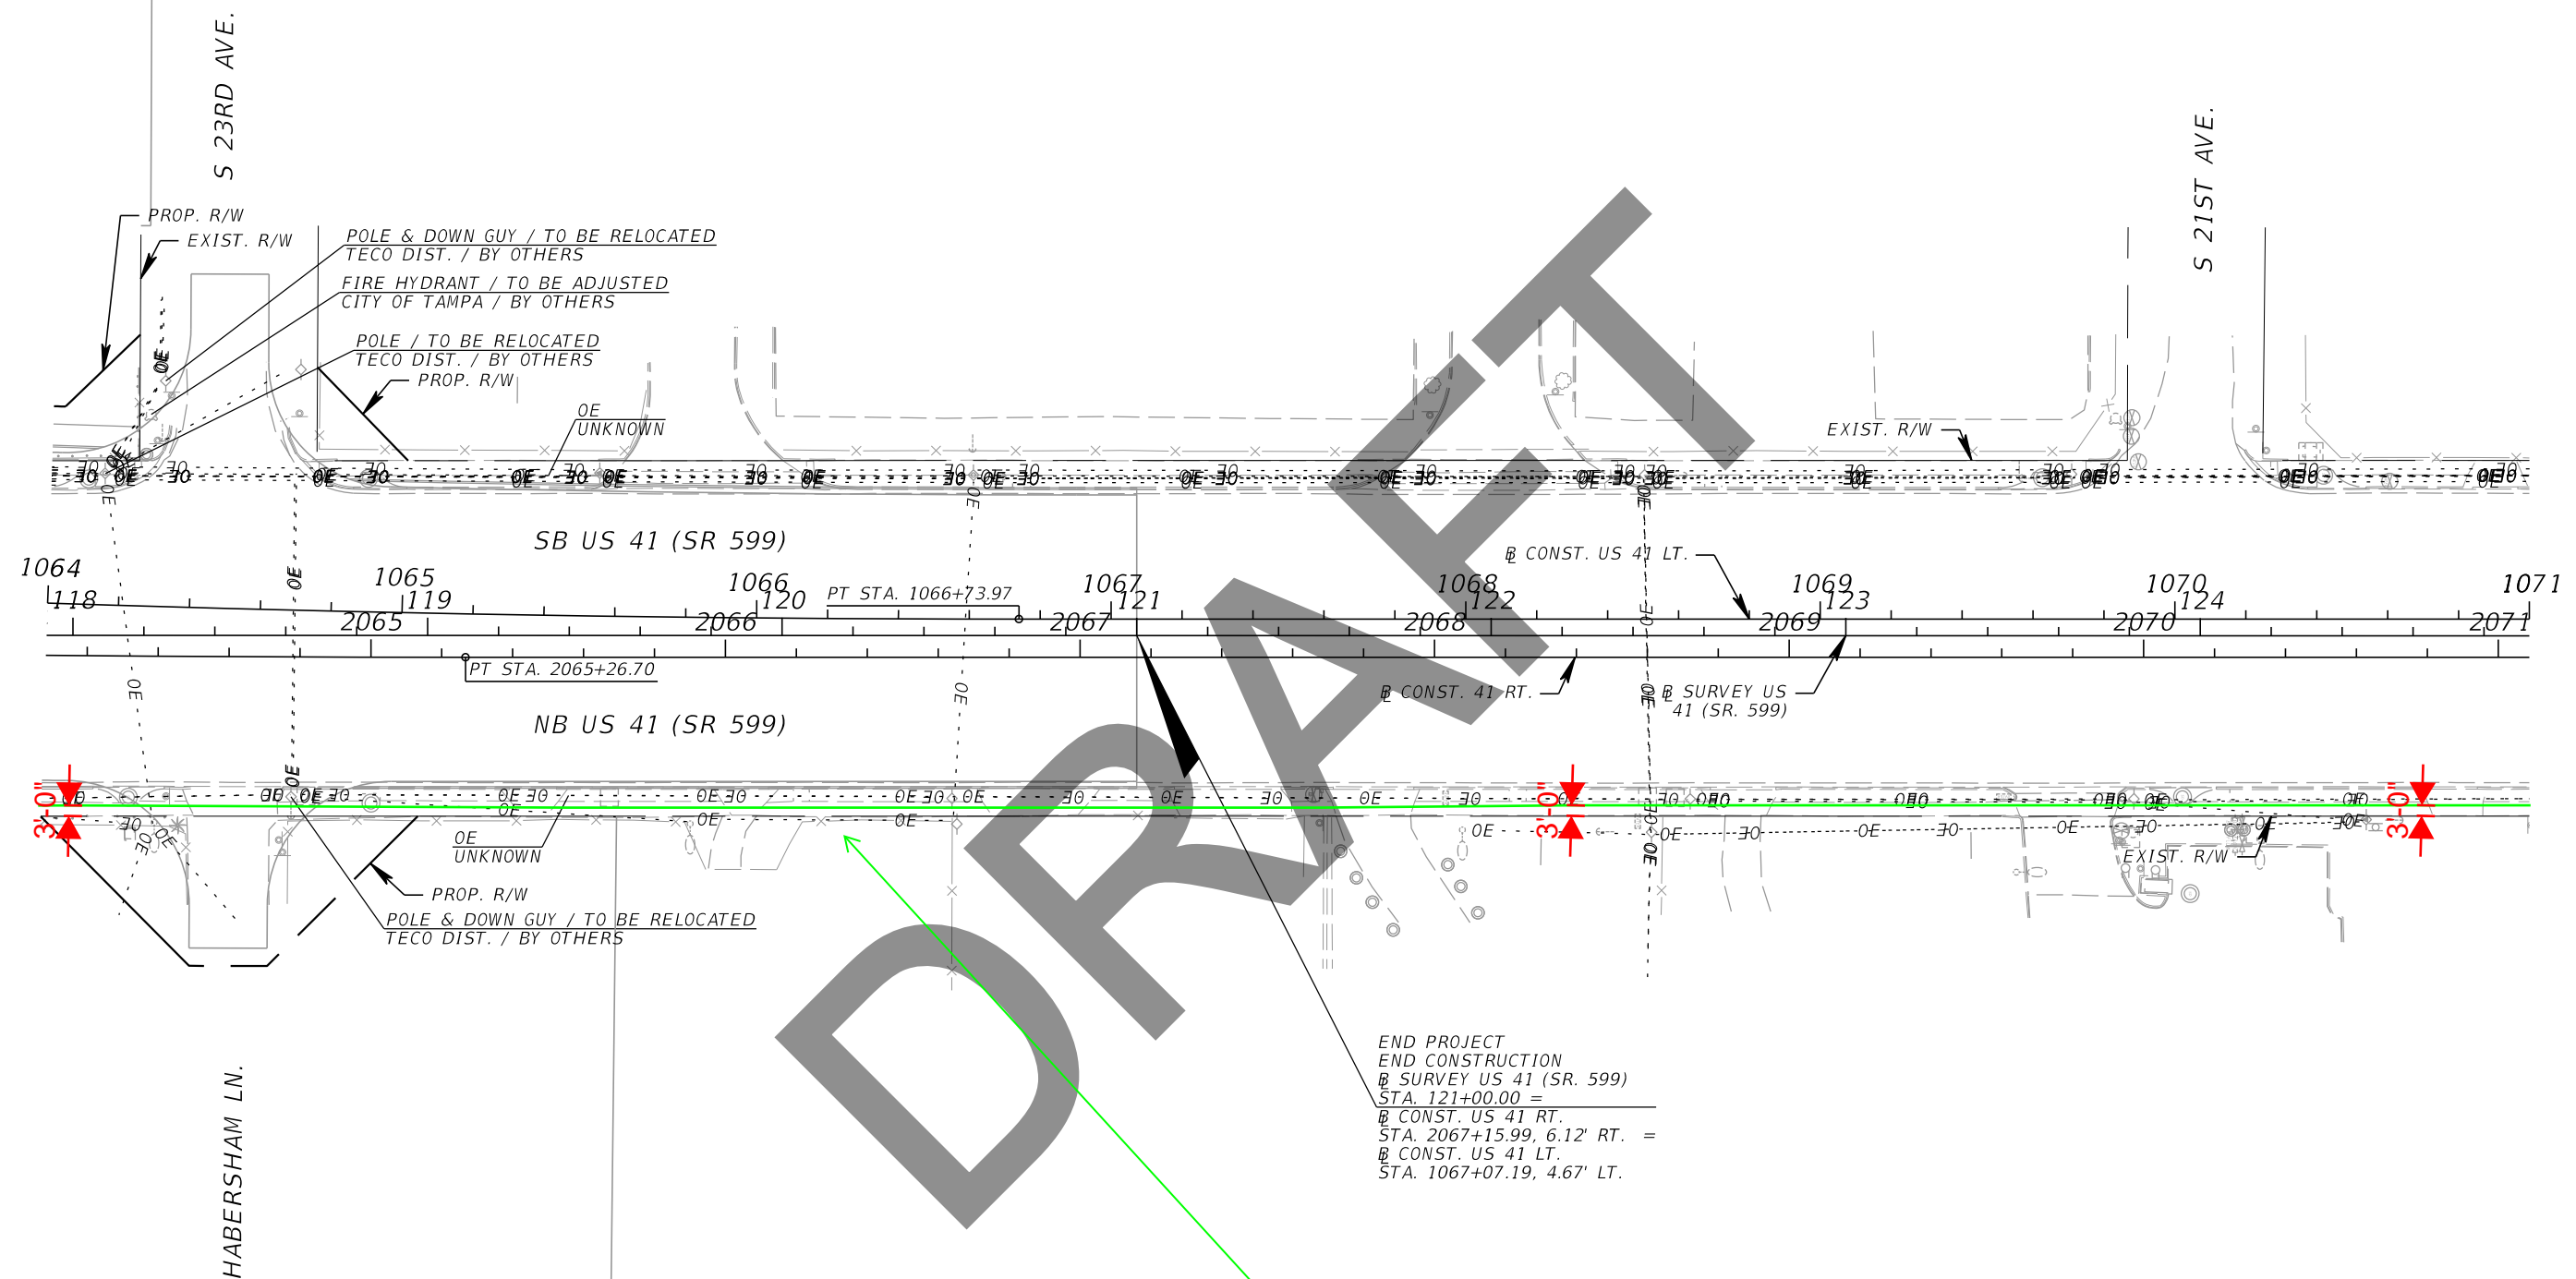 S 23RD AVE.
S 21ST AVE.
PROP. R/W
EXIST. R/W
POLE & DOWN GUY / TO BE RELOCATED
TECO DIST. / BY OTHERS
FIRE HYDRANT / TO BE ADJUSTED
CITY OF TAMPA / BY OTHERS
POLE / TO BE RELOCATED
TECO DIST. / BY OTHERS
PROP. R/W
OE
UNKNOWN
EXIST. R/W
SB US 41 (SR 599)
BL CONST. US 41 LT.
1064 1065 1066 1067 1068 1069 1070 1071
PT STA. 1066+73.97
118 119 120 121 122 123 124
2065 2066 2067 2068 2069 2070 2071
PT STA. 2065+26.70
BL CONST. 41 RT.
BL SURVEY US
41 (SR. 599)
NB US 41 (SR 599)
3'-0"
3'-0"
3'-0"
OE
UNKNOWN
EXIST. R/W
PROP. R/W
POLE & DOWN GUY / TO BE RELOCATED
TECO DIST. / BY OTHERS
HABERSHAM LN.
END PROJECT
END CONSTRUCTION
BL SURVEY US 41 (SR. 599)
STA. 121+00.00 =
BL CONST. US 41 RT.
STA. 2067+15.99, 6.12' RT. =
BL CONST. US 41 LT.
STA. 1067+07.19, 4.67' LT.
DRAFT